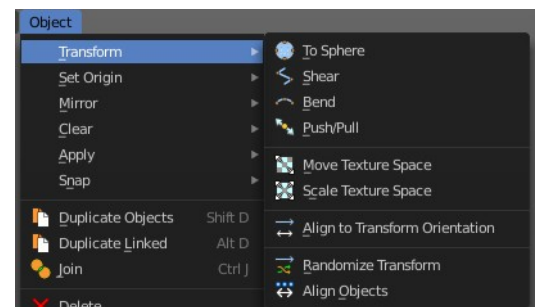 Object
Transform
Set Origin
Mirror
Clear
Apply
Snap
Duplicate Objects Shift D
Duplicate Linked Alt D
Join Ctrl J
Delete
To Sphere
Shear
Bend
Push/Pull
Move Texture Space
Scale Texture Space
Align to Transform Orientation
Randomize Transform
Align Objects